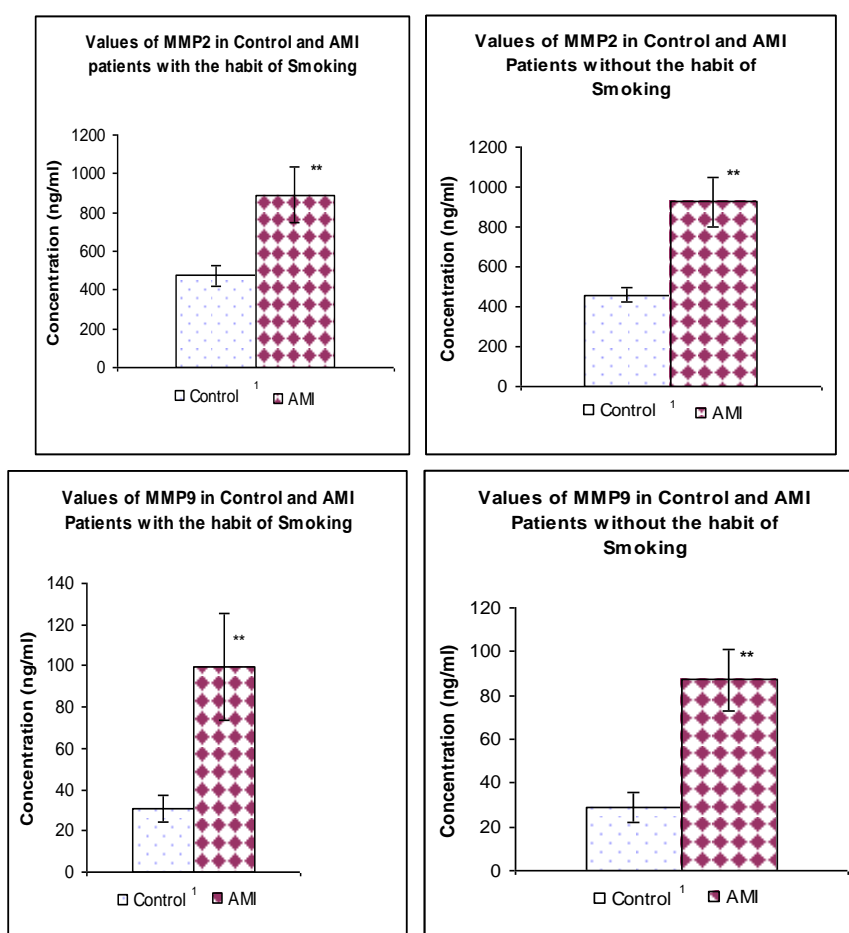 Values of MMP2 in Control and AMI
patients with the habit of Smoking
Concentration (ng/ml)
1200
1000
800
600
400
200
0
**
Control 1 AMI
Values of MMP2 in Control and AMI
Patients without the habit of
Smoking
Concentration (ng/ml)
1200
1000
800
600
400
200
0
**
Control 1 AMI
Values of MMP9 in Control and AMI
Patients with the habit of Smoking
Concentration (ng/ml)
140
120
100
80
60
40
20
0
**
Control 1 AMI
Values of MMP9 in Control and AMI
Patients without the habit of
Smoking
Concentration (ng/ml)
120
100
80
60
40
20
0
**
Control 1 AMI